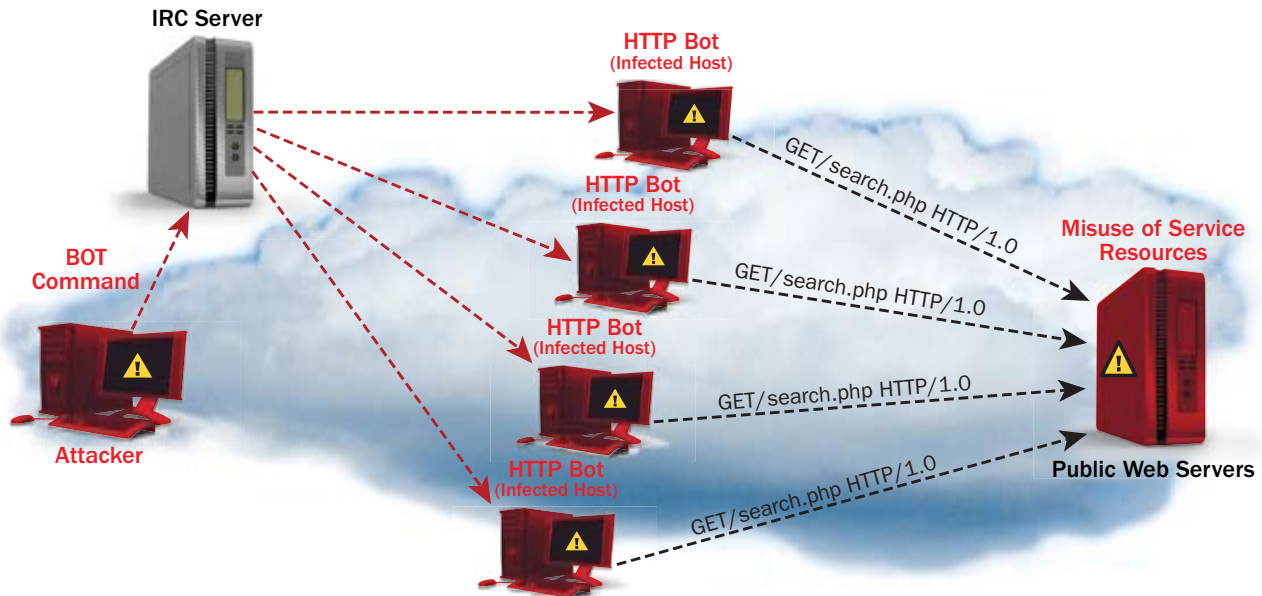 IRC Server
HTTP Bot
(Infected Host)
GET/search.php HTTP/1.0
HTTP Bot
(Infected Host)
Misuse of Service
Resources
BOT
Command
GET/search.php HTTP/1.0
HTTP Bot
(Infected Host)
GET/search.php HTTP/1.0
Attacker
HTTP Bot
(Infected Host)
Public Web Servers
GET/search.php HTTP/1.0